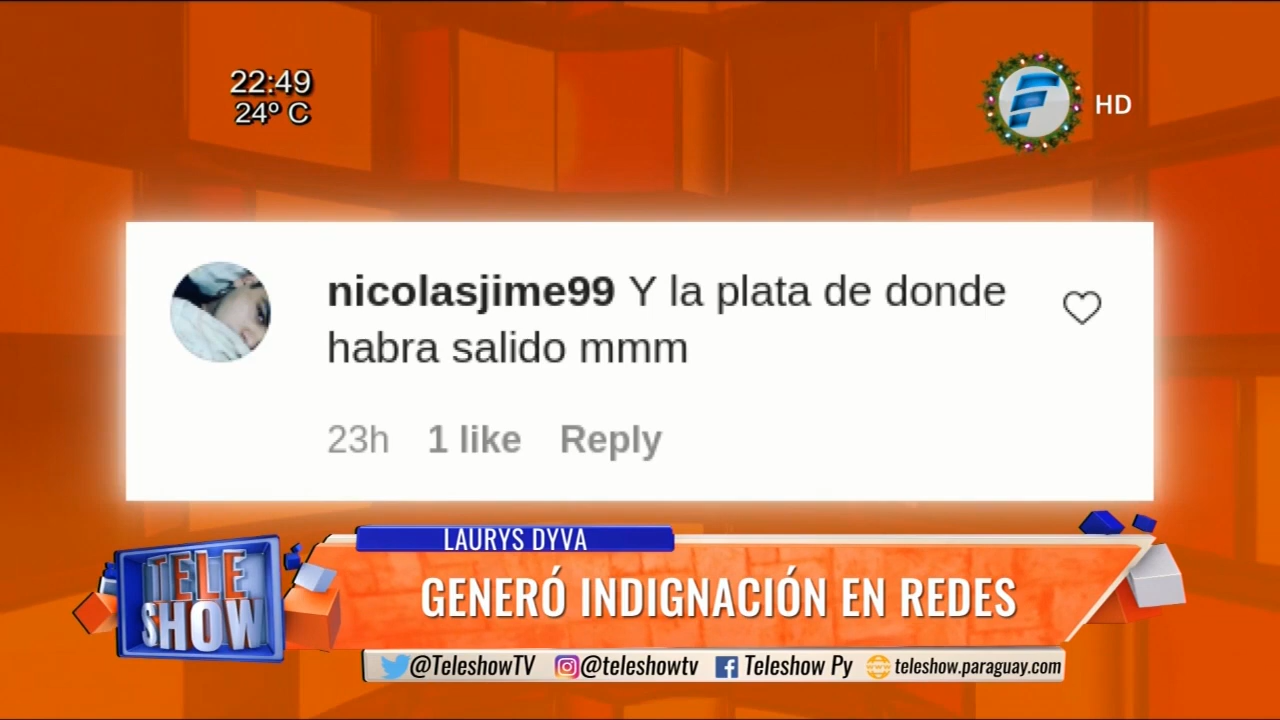 22:49
24º C
HD
nicolasjime99 Y la plata de donde
habra salido mmm
23h 1 like Reply
LAURYS DYVA
GENERÓ INDIGNACIÓN EN REDES
TELE
SHOW
@TeleshowTV @teleshowtv Teleshow Py teleshow.paraguay.com